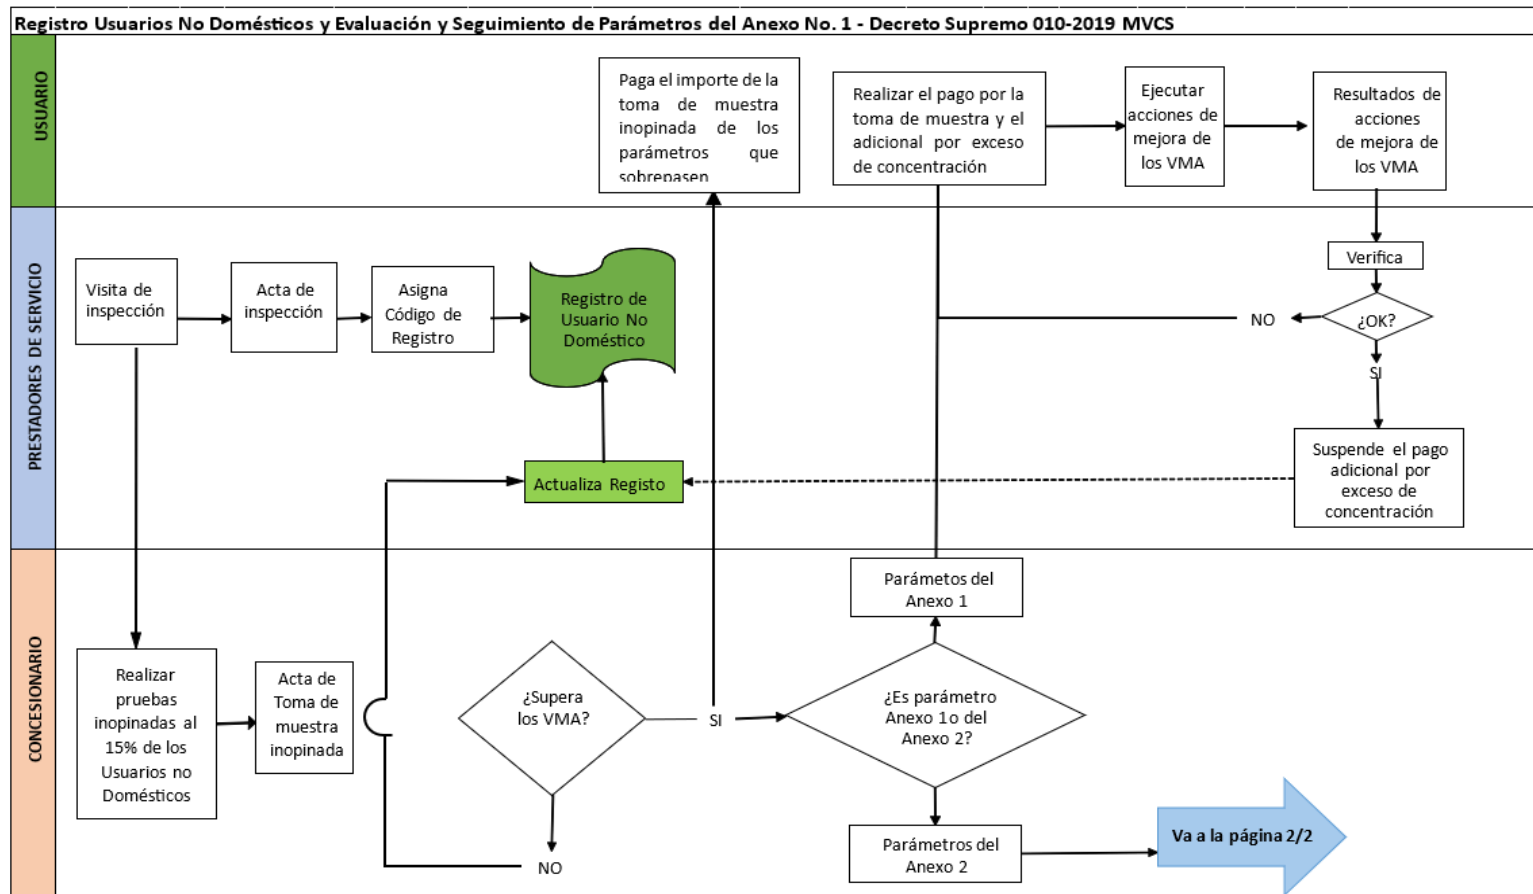 Registro Usuarios No Domésticos y Evaluación y Seguimiento de Parámetros del Anexo No. 1 - Decreto Supremo 010-2019 MVCS
USUARIO
Paga el importe de la
toma de muestra
inopinada de los
parámetros que
sobrepasen
Realizar el pago por la
toma de muestra y el
adicional por exceso
de concentración
Ejecutar
acciones de
mejora de
los VMA
Resultados de
acciones
de mejora de
los VMA
PRESTADORES DE SERVICIO
Visita de
inspección
Acta de
inspección
Asigna
Código de
Registro
Registro de
Usuario No
Doméstico
Verifica
¿OK?
NO
SI
Suspende el pago
adicional por
exceso de
concentración
Actualiza Registo
CONCESIONARIO
Realizar
pruebas
inopinadas al
15% de los
Usuarios no
Domésticos
Acta de
Toma de
muestra
inopinada
¿Supera
los VMA?
SI
NO
¿Es parámetro
Anexo 1o del
Anexo 2?
Parámetos del
Anexo 1
Parámetros del
Anexo 2
Va a la página 2/2